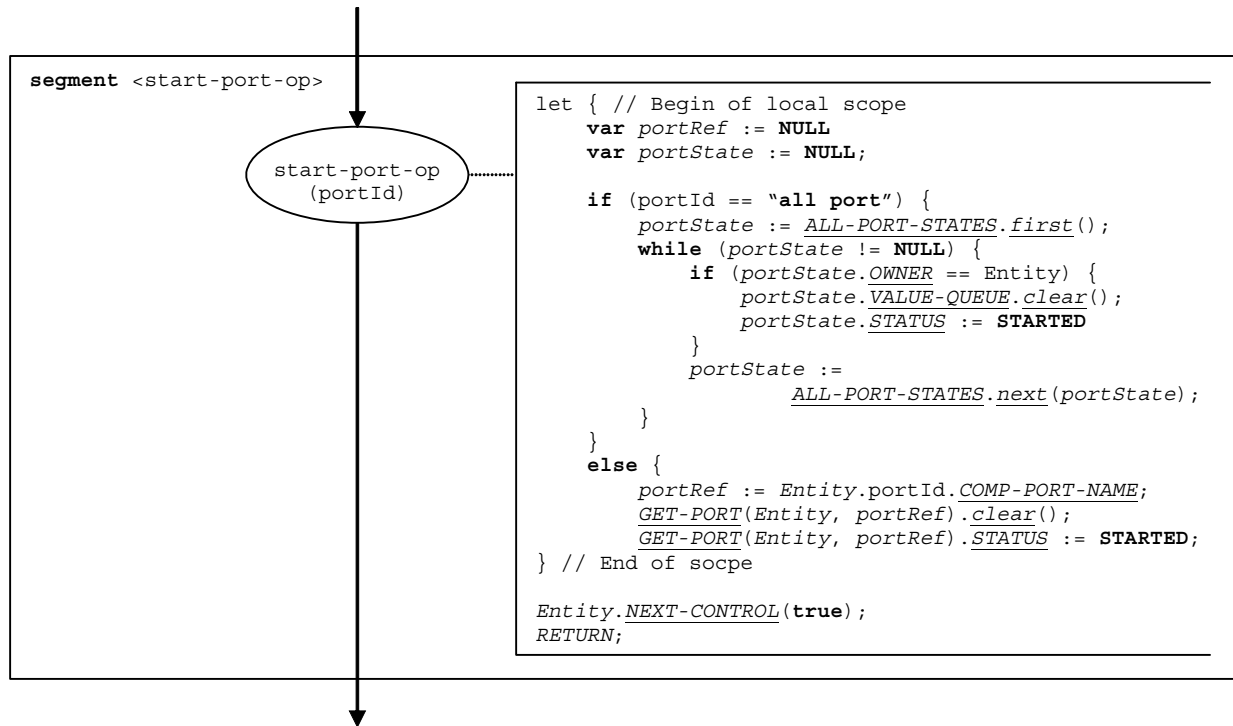 segment <start-port-op>
start-port-op
(portId)
let { // Begin of local scope
var portRef := NULL
var portState := NULL;
if (portId == “all port”) {
portState := ALL-PORT-STATES.first();
while (portState != NULL) {
if (portState.OWNER == Entity) {
portState.VALUE-QUEUE.clear();
portState.STATUS := STARTED
}
portState :=
ALL-PORT-STATES.next(portState);
}
}
else {
portRef := Entity.portId.COMP-PORT-NAME;
GET-PORT(Entity, portRef).clear();
GET-PORT(Entity, portRef).STATUS := STARTED;
} // End of socpe
Entity.NEXT-CONTROL(true);
RETURN;